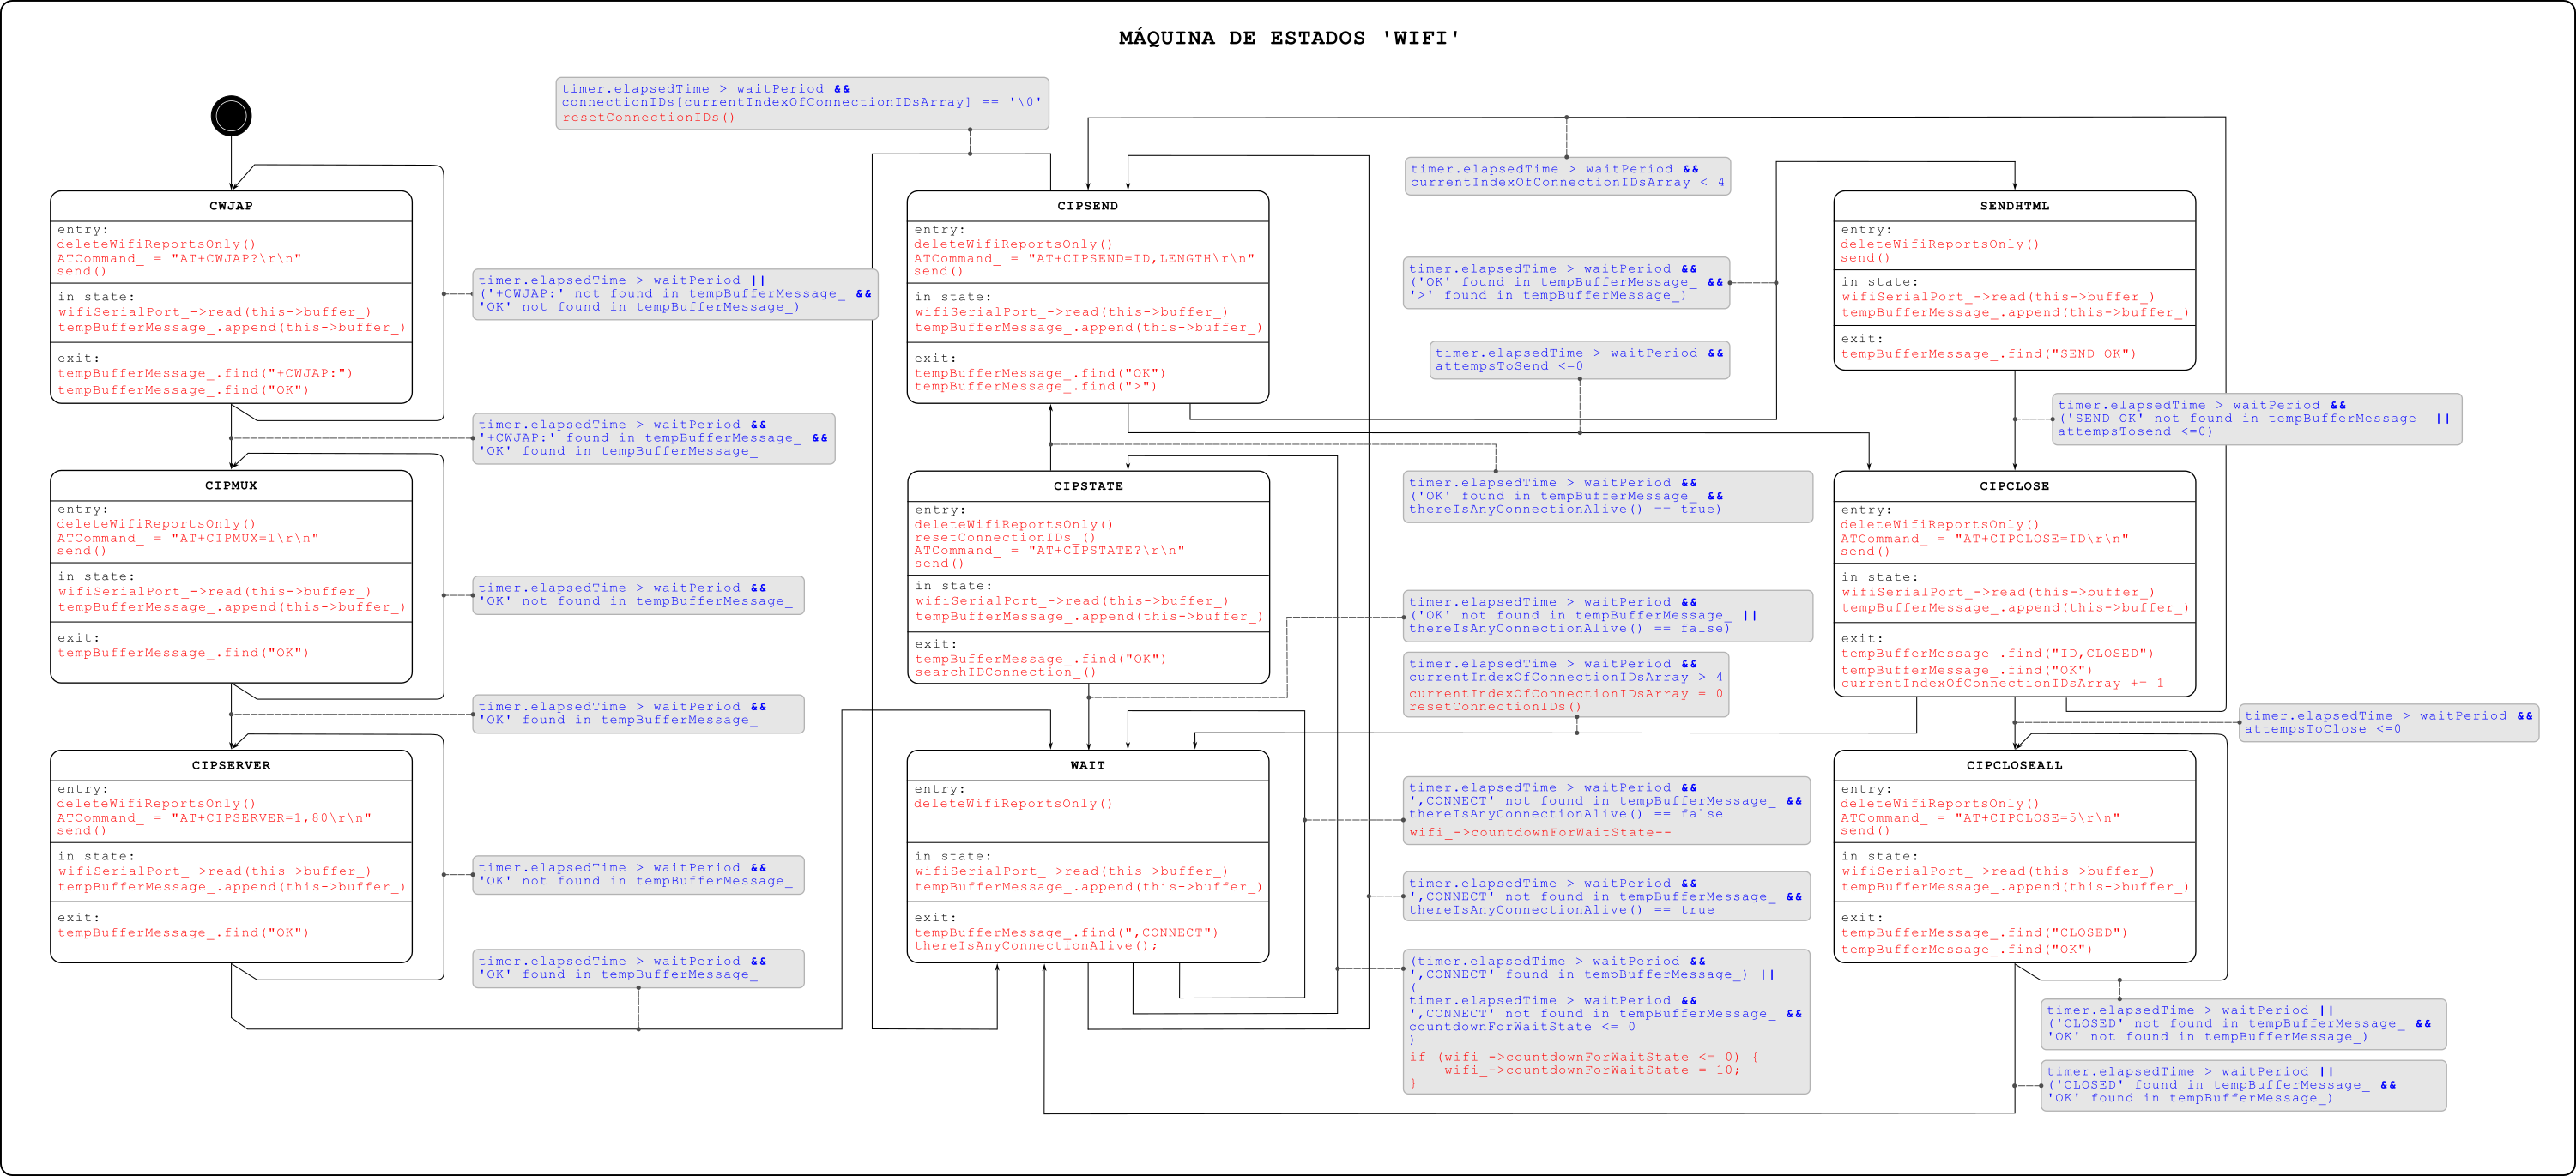 MÁQUINA DE ESTADOS 'WIFI'
timer.elapsedTime > waitPeriod &&
connectionIDs[currentIndexOfConnectionIDsArray] == '\0'
resetConnectionIDs()
CWJAP
entry:
deleteWifiReportsOnly()
ATCommand_ = "AT+CWJAP?\r\n"
send()
in state:
wifiSerialPort_->read(this->buffer_)
tempBufferMessage_.append(this->buffer_)
exit:
tempBufferMessage_.find("+CWJAP:")
tempBufferMessage_.find("OK")
timer.elapsedTime > waitPeriod ||
('+CWJAP:' not found in tempBufferMessage_ &&
'OK' not found in tempBufferMessage_)
timer.elapsedTime > waitPeriod &&
'+CWJAP:' found in tempBufferMessage_ &&
'OK' found in tempBufferMessage_
CIPMUX
entry:
deleteWifiReportsOnly()
ATCommand_ = "AT+CIPMUX=1\r\n"
send()
in state:
wifiSerialPort_->read(this->buffer_)
tempBufferMessage_.append(this->buffer_)
exit:
tempBufferMessage_.find("OK")
timer.elapsedTime > waitPeriod &&
'OK' not found in tempBufferMessage_
timer.elapsedTime > waitPeriod &&
'OK' found in tempBufferMessage_
CIPSERVER
entry:
deleteWifiReportsOnly()
ATCommand_ = "AT+CIPSERVER=1,80\r\n"
send()
in state:
wifiSerialPort_->read(this->buffer_)
tempBufferMessage_.append(this->buffer_)
exit:
tempBufferMessage_.find("OK")
timer.elapsedTime > waitPeriod &&
'OK' not found in tempBufferMessage_
timer.elapsedTime > waitPeriod &&
'OK' found in tempBufferMessage_
CIPSEND
entry:
deleteWifiReportsOnly()
ATCommand_ = "AT+CIPSEND=ID,LENGTH\r\n"
send()
in state:
wifiSerialPort_->read(this->buffer_)
tempBufferMessage_.append(this->buffer_)
exit:
tempBufferMessage_.find("OK")
tempBufferMessage_.find(">")
CIPSTATE
entry:
deleteWifiReportsOnly()
resetConnectionIDs_()
ATCommand_ = "AT+CIPSTATE?\r\n"
send()
in state:
wifiSerialPort_->read(this->buffer_)
tempBufferMessage_.append(this->buffer_)
exit:
tempBufferMessage_.find("OK")
searchIDConnection_()
WAIT
entry:
deleteWifiReportsOnly()
in state:
wifiSerialPort_->read(this->buffer_)
tempBufferMessage_.append(this->buffer_)
exit:
tempBufferMessage_.find(",CONNECT")
thereIsAnyConnectionAlive();
timer.elapsedTime > waitPeriod &&
currentIndexOfConnectionIDsArray < 4
timer.elapsedTime > waitPeriod &&
('OK' found in tempBufferMessage_ &&
'>' found in tempBufferMessage_)
timer.elapsedTime > waitPeriod &&
attempsToSend <=0
timer.elapsedTime > waitPeriod &&
('OK' found in tempBufferMessage_ &&
thereIsAnyConnectionAlive() == true)
timer.elapsedTime > waitPeriod &&
('OK' not found in tempBufferMessage_ ||
thereIsAnyConnectionAlive() == false)
timer.elapsedTime > waitPeriod &&
currentIndexOfConnectionIDsArray > 4
currentIndexOfConnectionIDsArray = 0
resetConnectionIDs()
timer.elapsedTime > waitPeriod &&
',CONNECT' not found in tempBufferMessage_ &&
thereIsAnyConnectionAlive() == false
wifi_->countdownForWaitState--
timer.elapsedTime > waitPeriod &&
',CONNECT' not found in tempBufferMessage_ &&
thereIsAnyConnectionAlive() == true
(timer.elapsedTime > waitPeriod &&
',CONNECT' found in tempBufferMessage_) ||
(
timer.elapsedTime > waitPeriod &&
',CONNECT' not found in tempBufferMessage_ &&
countdownForWaitState <= 0
)
if (wifi_->countdownForWaitState <= 0) {
wifi_->countdownForWaitState = 10;
}
SENDHTML
entry:
deleteWifiReportsOnly()
send()
in state:
wifiSerialPort_->read(this->buffer_)
tempBufferMessage_.append(this->buffer_)
exit:
tempBufferMessage_.find("SEND OK")
timer.elapsedTime > waitPeriod &&
('SEND OK' not found in tempBufferMessage_ ||
attempsTosend <=0)
CIPCLOSE
entry:
deleteWifiReportsOnly()
ATCommand_ = "AT+CIPCLOSE=ID\r\n"
send()
in state:
wifiSerialPort_->read(this->buffer_)
tempBufferMessage_.append(this->buffer_)
exit:
tempBufferMessage_.find("ID,CLOSED")
tempBufferMessage_.find("OK")
currentIndexOfConnectionIDsArray += 1
timer.elapsedTime > waitPeriod &&
attempsToClose <=0
CIPCLOSEALL
entry:
deleteWifiReportsOnly()
ATCommand_ = "AT+CIPCLOSE=5\r\n"
send()
in state:
wifiSerialPort_->read(this->buffer_)
tempBufferMessage_.append(this->buffer_)
exit:
tempBufferMessage_.find("CLOSED")
tempBufferMessage_.find("OK")
timer.elapsedTime > waitPeriod ||
('CLOSED' not found in tempBufferMessage_ &&
'OK' not found in tempBufferMessage_)
timer.elapsedTime > waitPeriod ||
('CLOSED' found in tempBufferMessage_ &&
'OK' found in tempBufferMessage_)